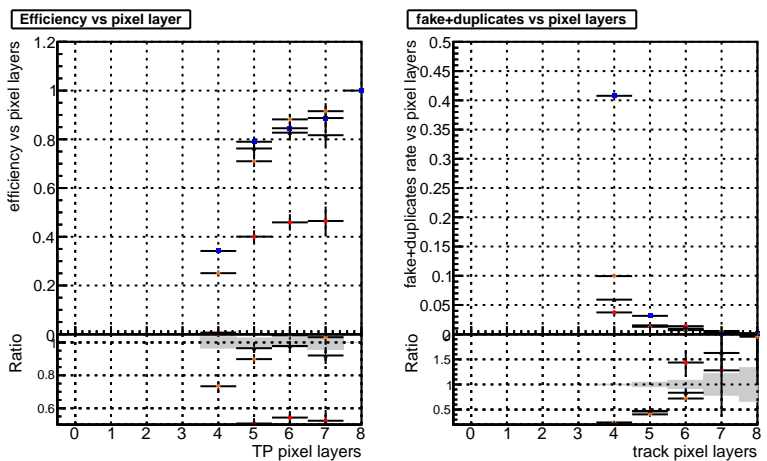 Efficiency vs pixel layer
efficiency vs pixel layers
1.2
1
0.8
0.6
0.4
0.2
0
Ratio
1
0.8
0.6
0 1 2 3 4 5 6 7 8
TP pixel layers
fake+duplicates vs pixel layers
fake+duplicates rate vs pixel layers
0.5
0.45
0.4
0.35
0.3
0.25
0.2
0.15
0.1
0.05
0
Ratio
2
1.5
1
0.5
0 1 2 3 4 5 6 7 8
track pixel layers